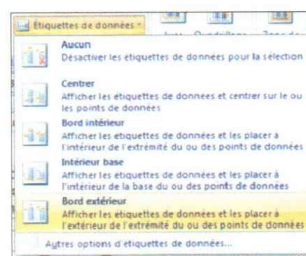 Étiquettes de données
Aucun
Désactiver les étiquettes de données pour la sélection
Centrer
Afficher les étiquettes de données et centrer sur le ou
les points de données
Bord intérieur
Afficher les étiquettes de données et les placer à
l'intérieur de l'extrémité du ou des points de données
Intérieur base
Afficher les étiquettes de données et les placer à
l'intérieur de la base du ou des points de données
Bord extérieur
Afficher les étiquettes de données et les placer à
l'extérieur de l'extrémité du ou des points de données
Autres options d'étiquettes de données...